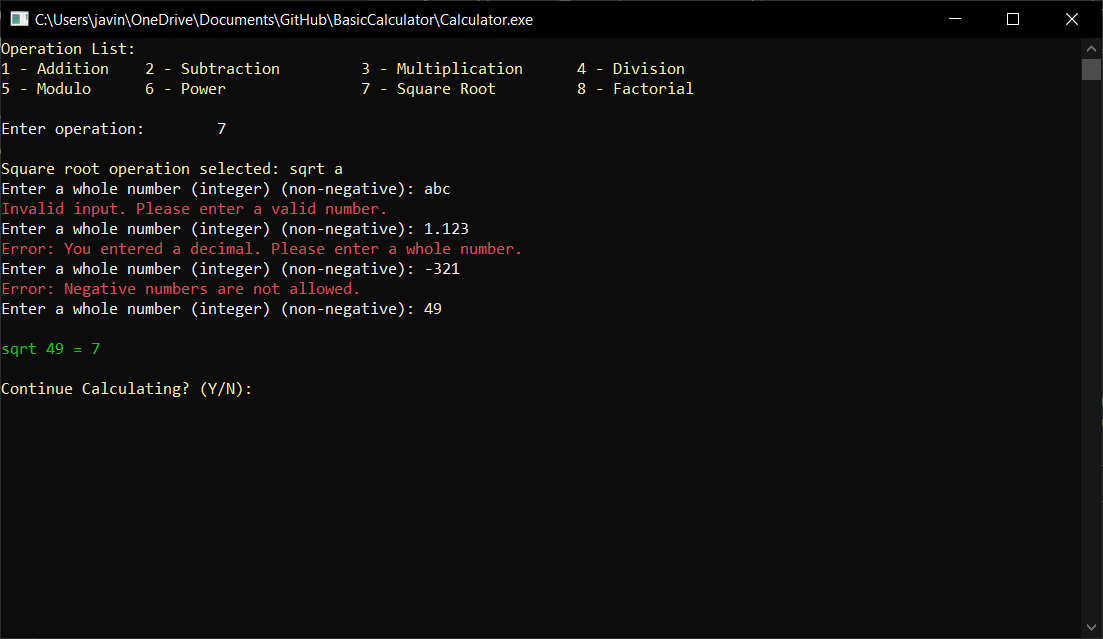 C:\Users\javin\OneDrive\Documents\GitHub\BasicCalculator\Calculator.exe
Operation List:
1 - Addition    2 - Subtraction         3 - Multiplication      4 - Division
5 - Modulo      6 - Power               7 - Square Root         8 - Factorial
Enter operation:        7
Square root operation selected: sqrt a
Enter a whole number (integer) (non-negative): abc
Invalid input. Please enter a valid number.
Enter a whole number (integer) (non-negative): 1.123
Error: You entered a decimal. Please enter a whole number.
Enter a whole number (integer) (non-negative): -321
Error: Negative numbers are not allowed.
Enter a whole number (integer) (non-negative): 49
sqrt 49 = 7
Continue Calculating? (Y/N):